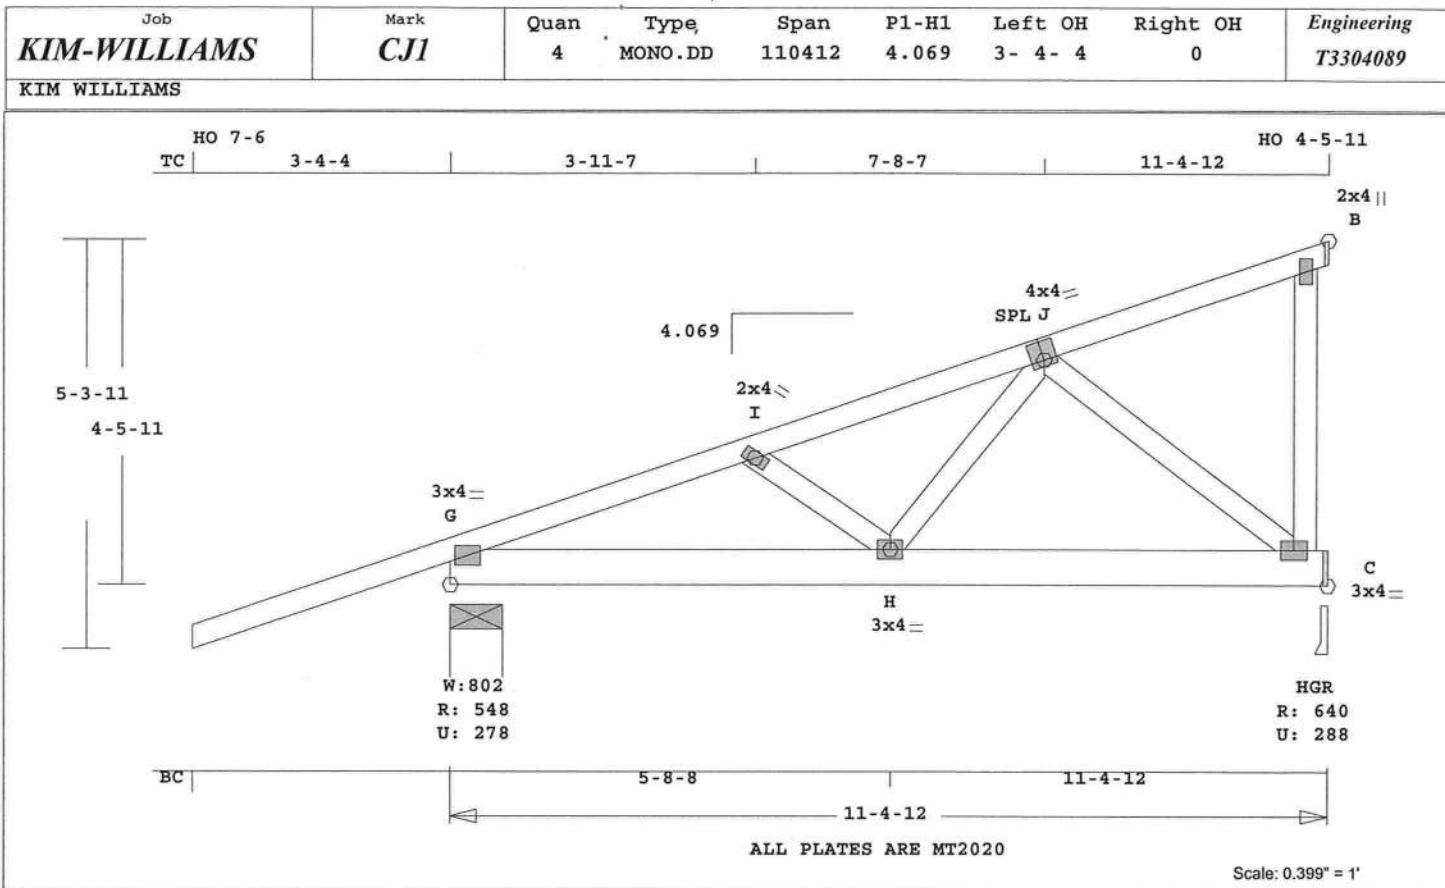 Job Mark Quan Type Span P1-H1 Left OH Right OH Engineering
KIM-WILLIAMS CJ1 4 MONO.DD 110412 4.069 3- 4- 4 0 T3304089
KIM WILLIAMS
HO 7-6 HO 4-5-11
TC 3-4-4 3-11-7 7-8-7 11-4-12
2x4 ||
B
4x4 =
SPL J
4.069
2x4 =
I
5-3-11
4-5-11
3x4 =
G
C
3x4 =
H
3x4 =
W:802 HGR
R: 548 R: 640
U: 278 U: 288
BC 5-8-8 11-4-12
11-4-12
ALL PLATES ARE MT2020
Scale: 0.399" = 1'